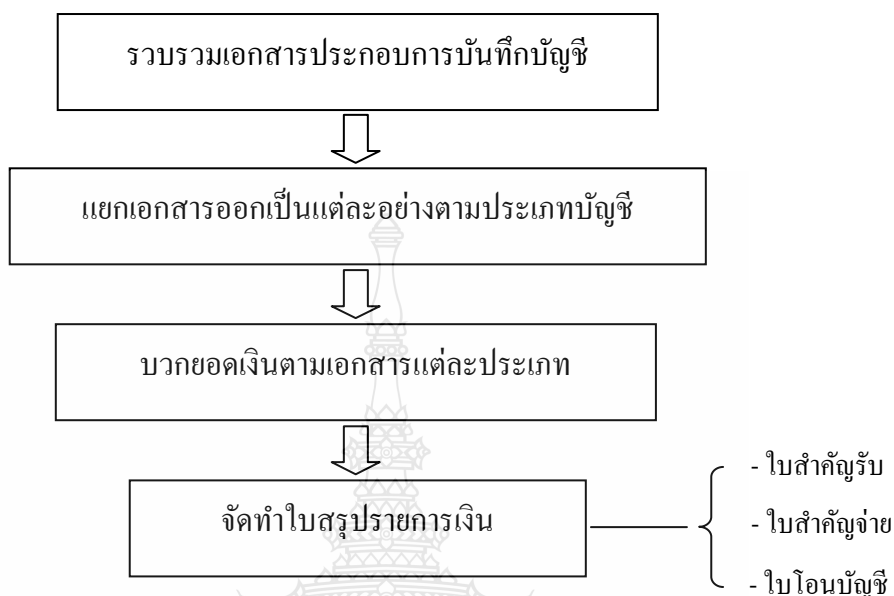 รวบรวมเอกสารประกอบการบันทึกบัญชี
แยกเอกสารออกเป็นแต่ละอย่างตามประเภทบัญชี
บวกยอดเงินตามเอกสารแต่ละประเภท
จัดทำใบสรุปรายการเงิน
- ใบสำคัญรับ
- ใบสำคัญจ่าย
- ใบโอนบัญชี